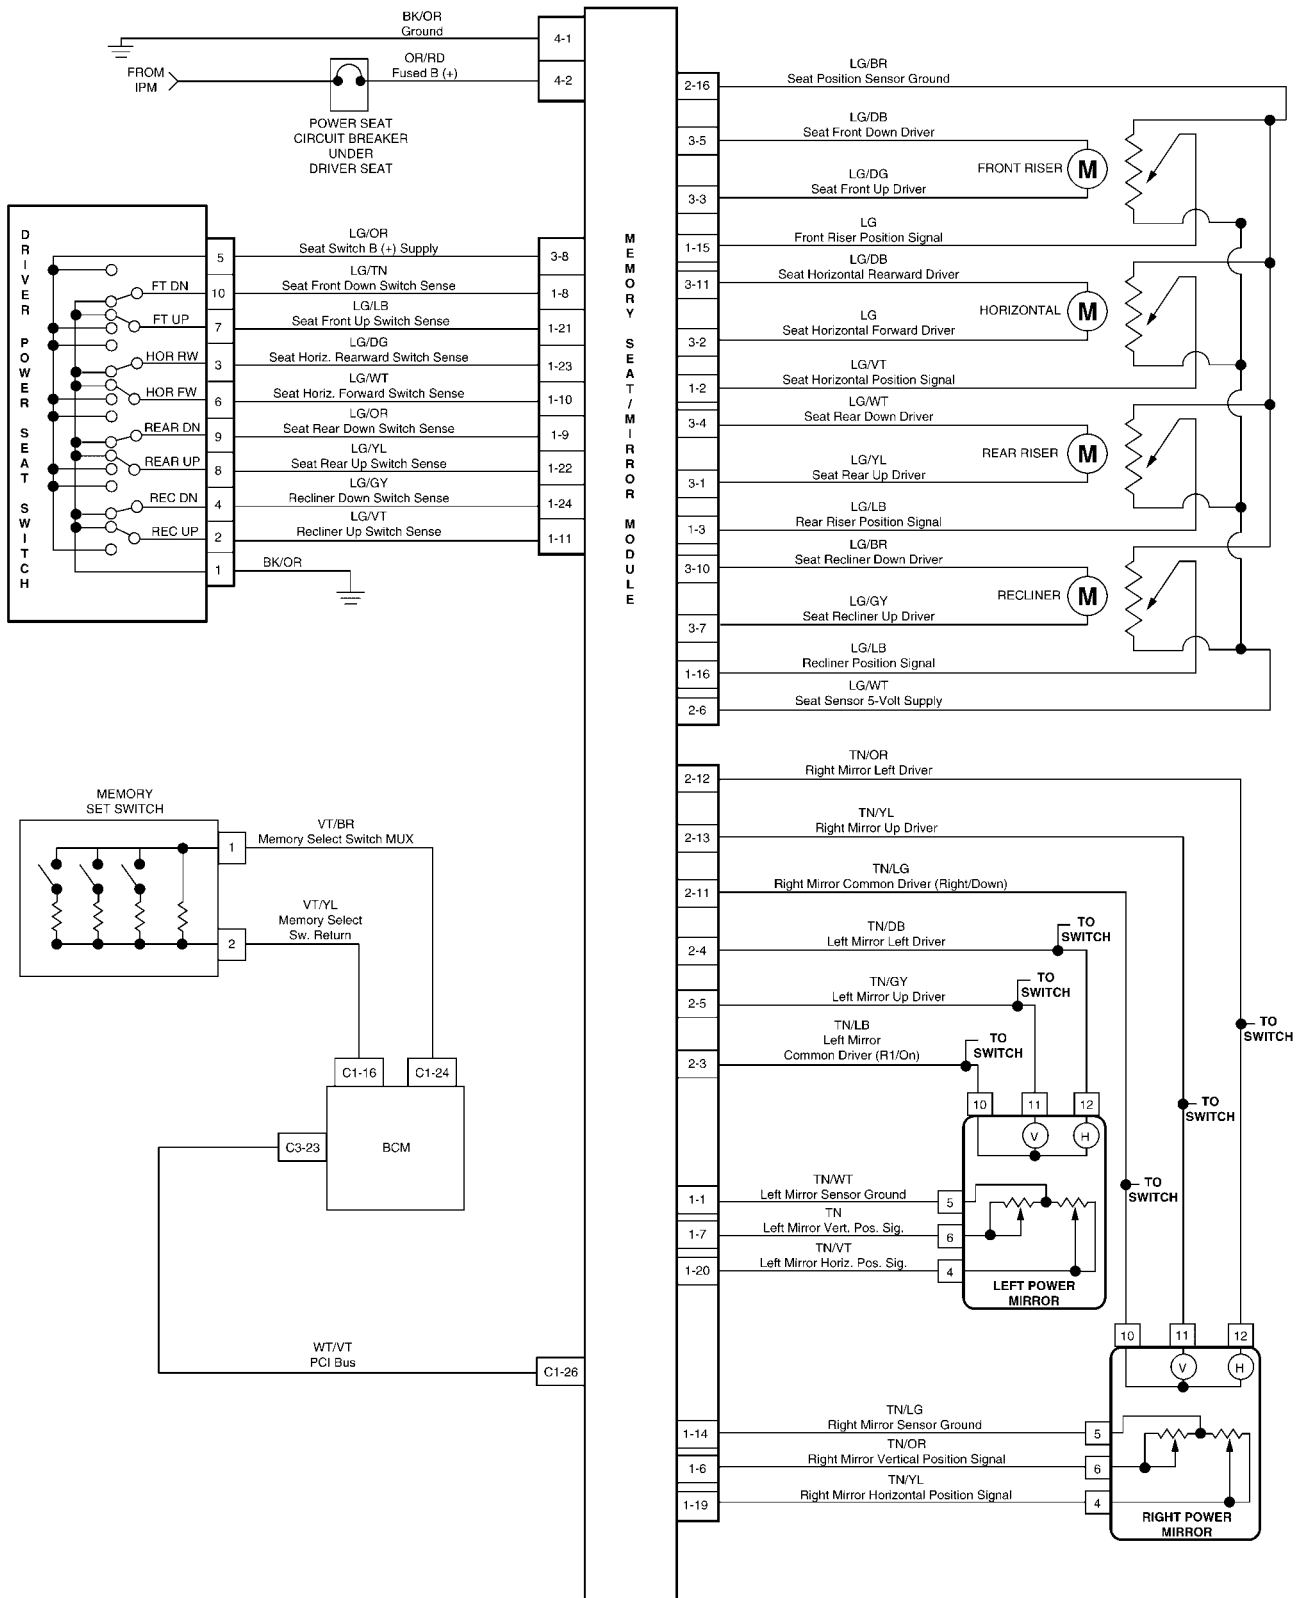 BK/OR
Ground
4-1
OR/RD
Fused B (+)
4-2
FROM
IPM
POWER SEAT
CIRCUIT BREAKER
UNDER
DRIVER SEAT
DRIVER POWER SEAT SWITCH
5
LG/OR
Seat Switch B (+) Supply
3-8
FT DN
10
LG/TN
Seat Front Down Switch Sense
1-8
FT UP
7
LG/LB
Seat Front Up Switch Sense
1-21
HOR RW
3
LG/DG
Seat Horiz. Rearward Switch Sense
1-23
HOR FW
6
LG/WT
Seat Horiz. Forward Switch Sense
1-10
REAR DN
9
LG/OR
Seat Rear Down Switch Sense
1-9
REAR UP
8
LG/YL
Seat Rear Up Switch Sense
1-22
REC DN
4
LG/GY
Recliner Down Switch Sense
1-24
REC UP
2
LG/VT
Recliner Up Switch Sense
1-11
1
BK/OR
MEMORY SEAT/MIRROR MODULE
2-16
LG/BR
Seat Position Sensor Ground
3-5
LG/DB
Seat Front Down Driver
FRONT RISER
M
3-3
LG/DG
Seat Front Up Driver
1-15
LG
Front Riser Position Signal
3-11
LG/DB
Seat Horizontal Rearward Driver
HORIZONTAL
M
3-2
LG
Seat Horizontal Forward Driver
1-2
LG/VT
Seat Horizontal Position Signal
3-4
LG/WT
Seat Rear Down Driver
REAR RISER
M
3-1
LG/YL
Seat Rear Up Driver
1-3
LG/LB
Rear Riser Position Signal
3-10
LG/BR
Seat Recliner Down Driver
RECLINER
M
3-7
LG/GY
Seat Recliner Up Driver
1-16
LG/LB
Recliner Position Signal
2-6
LG/WT
Seat Sensor 5-Volt Supply
MEMORY
SET SWITCH
1
VT/BR
Memory Select Switch MUX
2
VT/YL
Memory Select
Sw. Return
C1-16
C1-24
C3-23
BCM
WT/VT
PCI Bus
C1-26
2-12
TN/OR
Right Mirror Left Driver
2-13
TN/YL
Right Mirror Up Driver
2-11
TN/LG
Right Mirror Common Driver (Right/Down)
2-4
TN/DB
Left Mirror Left Driver
TO
SWITCH
2-5
TN/GY
Left Mirror Up Driver
TO
SWITCH
2-3
TN/LB
Left Mirror
Common Driver (R1/On)
TO
SWITCH
TO
SWITCH
TO
SWITCH
TO
SWITCH
10
11
12
V
H
1-1
TN/WT
Left Mirror Sensor Ground
5
1-7
TN
Left Mirror Vert. Pos. Sig.
6
1-20
TN/VT
Left Mirror Horiz. Pos. Sig.
4
LEFT POWER
MIRROR
10
11
12
V
H
1-14
TN/LG
Right Mirror Sensor Ground
5
1-6
TN/OR
Right Mirror Vertical Position Signal
6
1-19
TN/YL
Right Mirror Horizontal Position Signal
4
RIGHT POWER
MIRROR